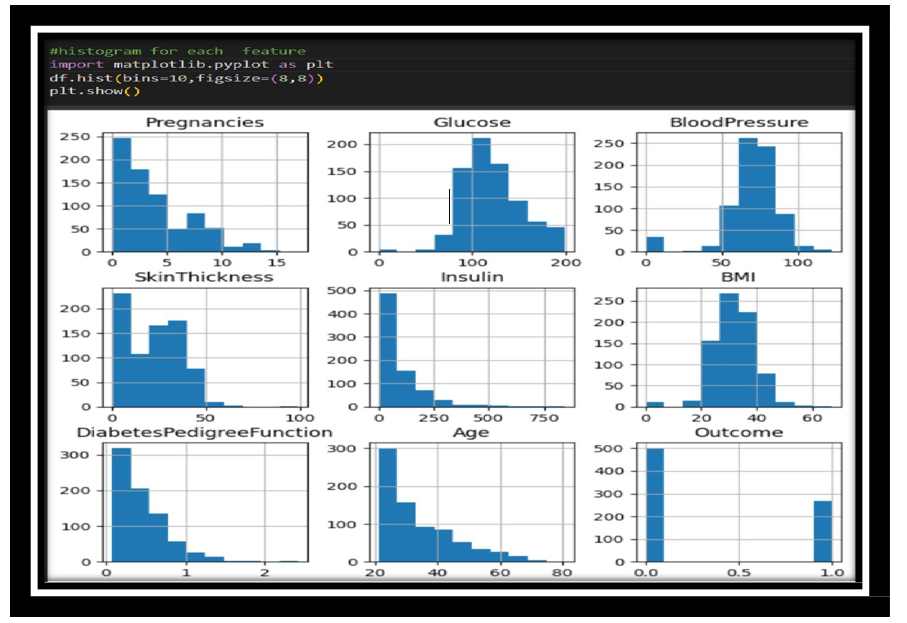 #histogram for each  feature
import matplotlib.pyplot as plt
df.hist(bins=10,figsize=(8,8))
plt.show()
Pregnancies Glucose BloodPressure
250 200 150 100 50 0
0 5 10 15
200 150 100 50 0
0 100 200
250 200 150 100 50 0
0 50 100
SkinThickness Insulin BMI
200 150 100 50 0
0 50 100
500 400 300 200 100 0
0 250 500 750
250 200 150 100 50 0
0 20 40 60
DiabetesPedigreeFunction Age Outcome
300 200 100 0
0 1 2
300 200 100 0
20 40 60 80
500 400 300 200 100 0
0.0 0.5 1.0